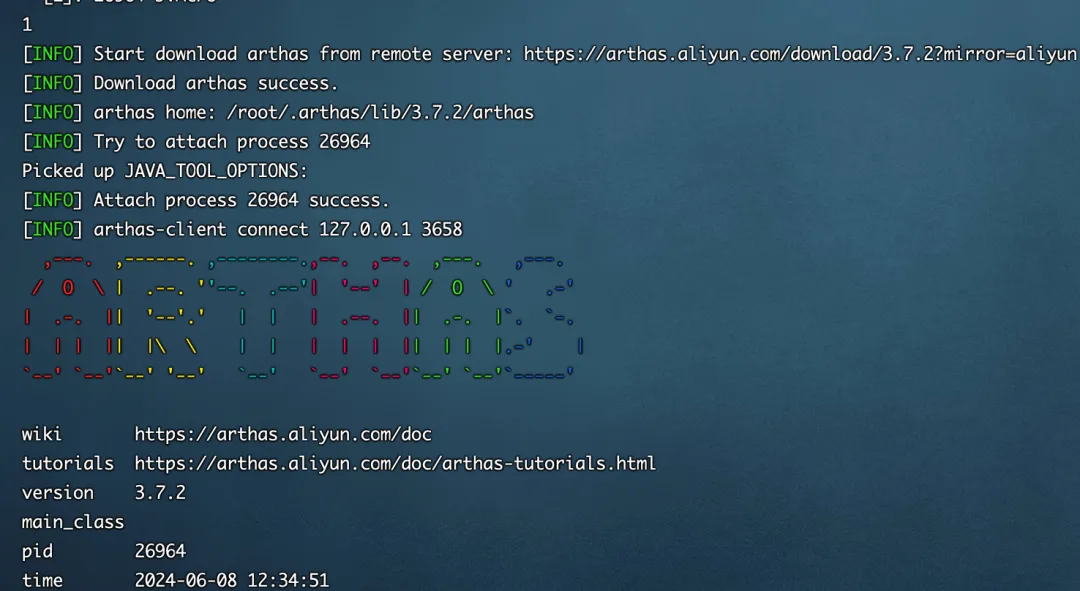 1
[INFO] Start download arthas from remote server: https://arthas.aliyun.com/download/3.7.2?mirror=aliyun
[INFO] Download arthas success.
[INFO] arthas home: /root/.arthas/lib/3.7.2/arthas
[INFO] Try to attach process 26964
Picked up JAVA_TOOL_OPTIONS:
[INFO] Attach process 26964 success.
[INFO] arthas-client connect 127.0.0.1 3658
ARTHAS
wiki https://arthas.aliyun.com/doc
tutorials https://arthas.aliyun.com/doc/arthas-tutorials.html
version 3.7.2
main_class
pid 26964
time 2024-06-08 12:34:51